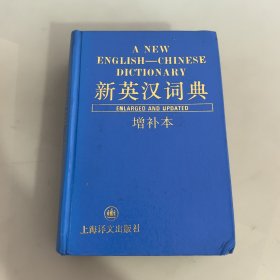 A NEW
ENGLISH—CHINESE
DICTIONARY
新英汉词典
ENLARGED AND UPDATED
增补本
上海译文出版社